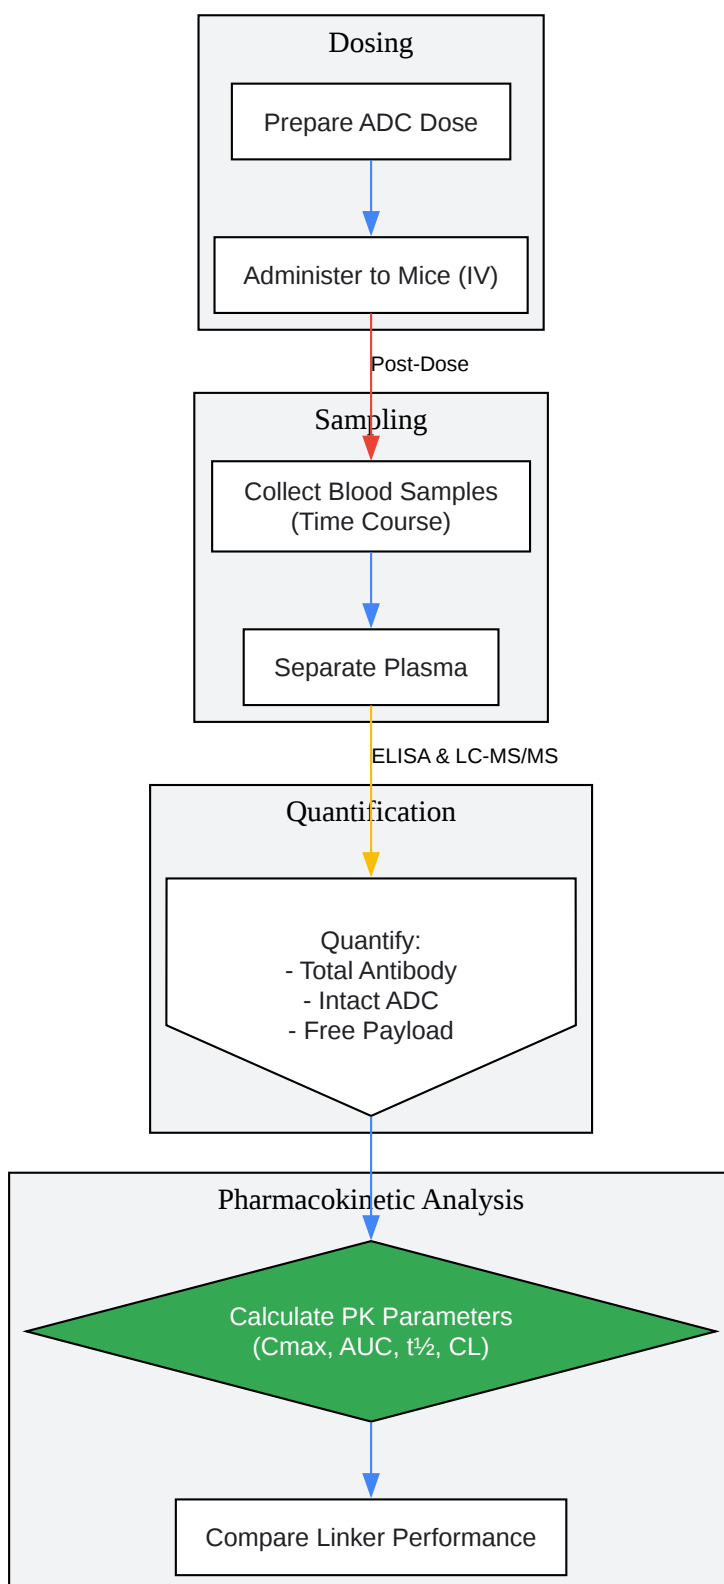 Dosing
Prepare ADC Dose
Administer to Mice (IV)
Post-Dose
Sampling
Collect Blood Samples
(Time Course)
Separate Plasma
ELISA & LC-MS/MS
Quantification
Quantify:
- Total Antibody
- Intact ADC
- Free Payload
Pharmacokinetic Analysis
Calculate PK Parameters
(Cmax, AUC, t½, CL)
Compare Linker Performance